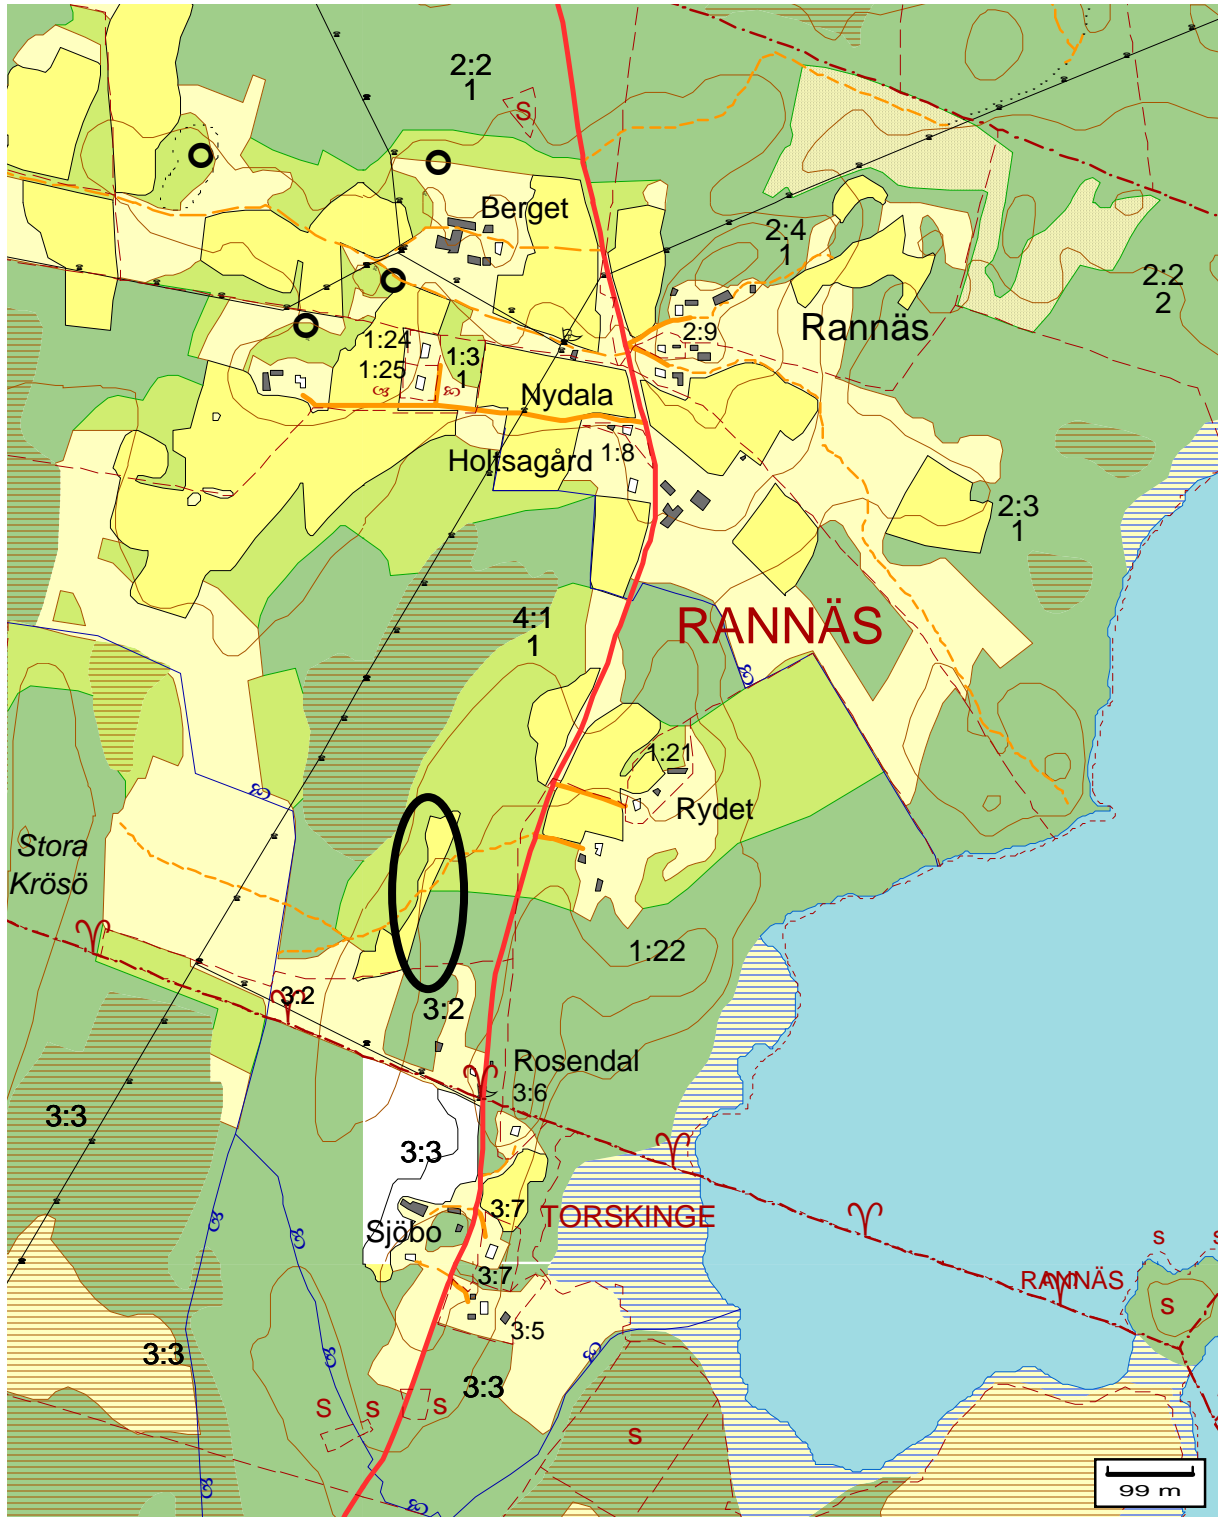 2:2
1
S
Berget
2:4
1
2:2
2
Rannäs
2:9
1:24
1:3
1:25
1
Nydala
Holtsagård
1:8
2:3
1
4:1
1
RANNÄS
1:21
Rydet
Stora
Krösö
1:22
3:2
3:2
Rosendal
3:6
3:3
3:3
3:7
TORSKINGE
Sjöbo
S
S
3:7
RANNÄS
S
3:5
3:3
3:3
S
S
S
S
99 m